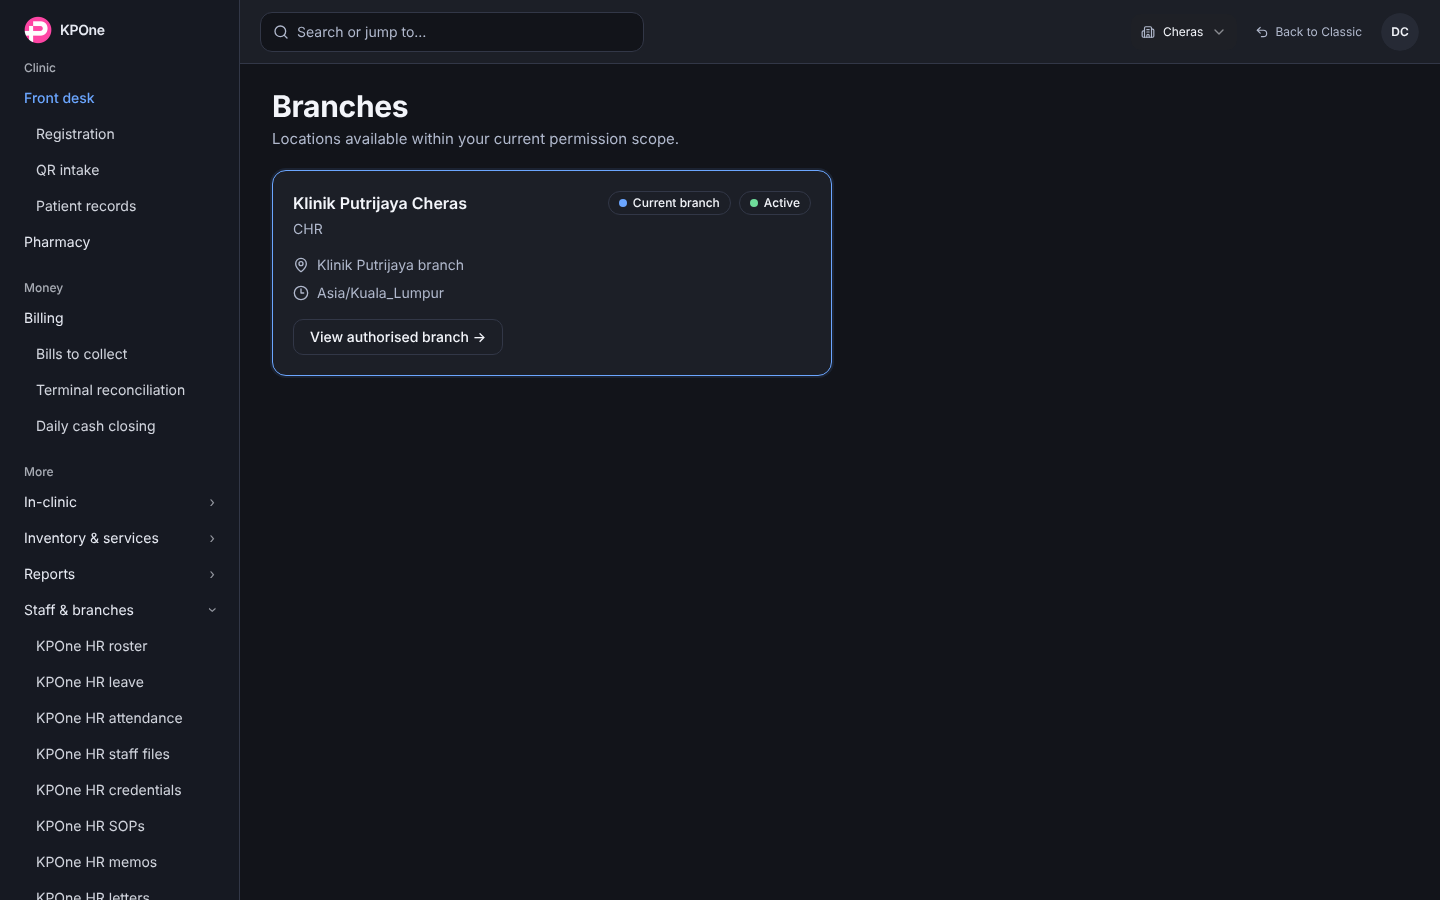 KPOne
Clinic
Front desk
Registration
QR intake
Patient records
Pharmacy
Money
Billing
Bills to collect
Terminal reconciliation
Daily cash closing
More
In-clinic
Inventory & services
Reports
Staff & branches
KPOne HR roster
KPOne HR leave
KPOne HR attendance
KPOne HR staff files
KPOne HR credentials
KPOne HR SOPs
KPOne HR memos
KPOne HR letters
Search or jump to...
Cheras
Back to Classic
DC
Branches
Locations available within your current permission scope.
Klinik Putrijaya Cheras
Current branch
Active
CHR
Klinik Putrijaya branch
Asia/Kuala_Lumpur
View authorised branch →